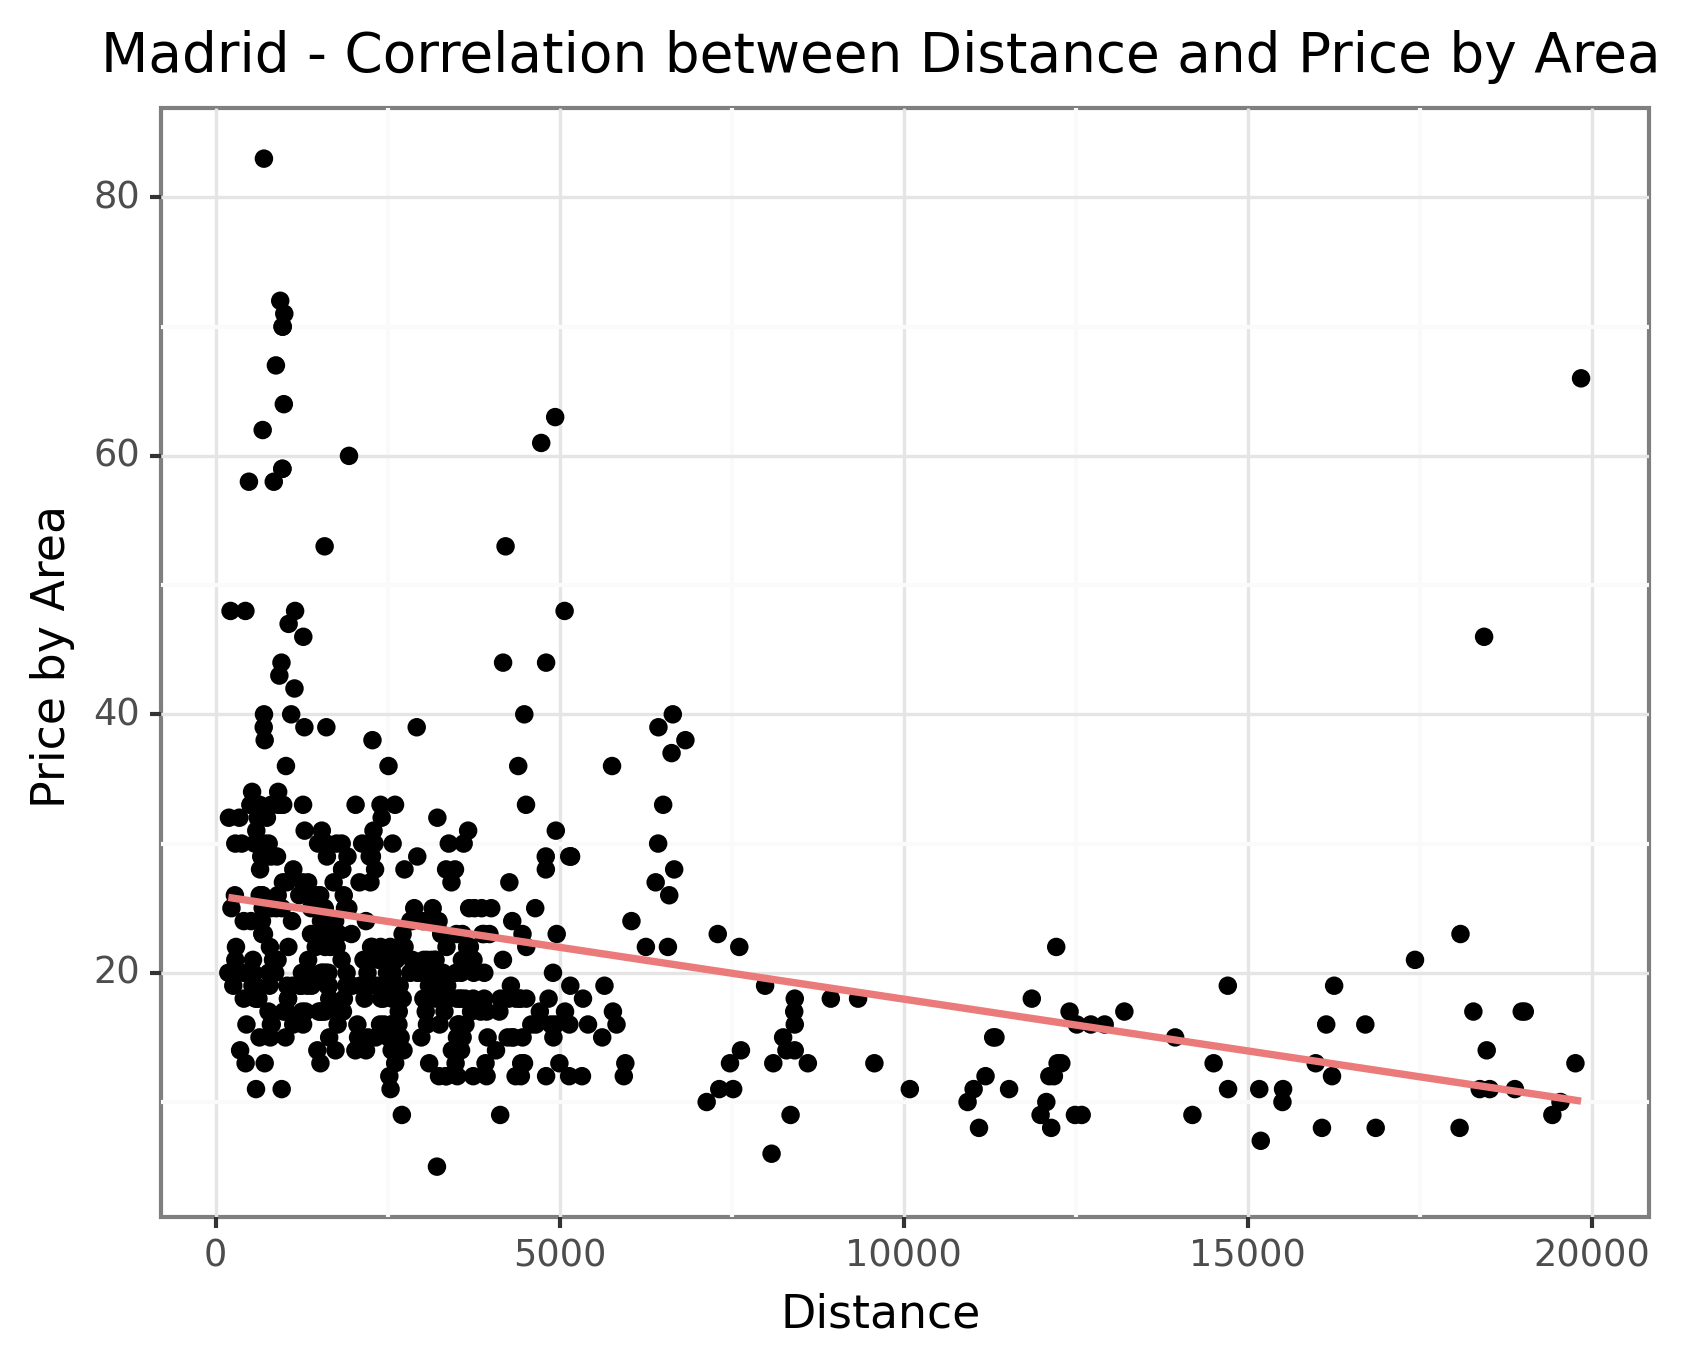 Madrid - Correlation between Distance and Price by Area
Price by Area
80
60
40
20
0 5000 10000 15000 20000
Distance